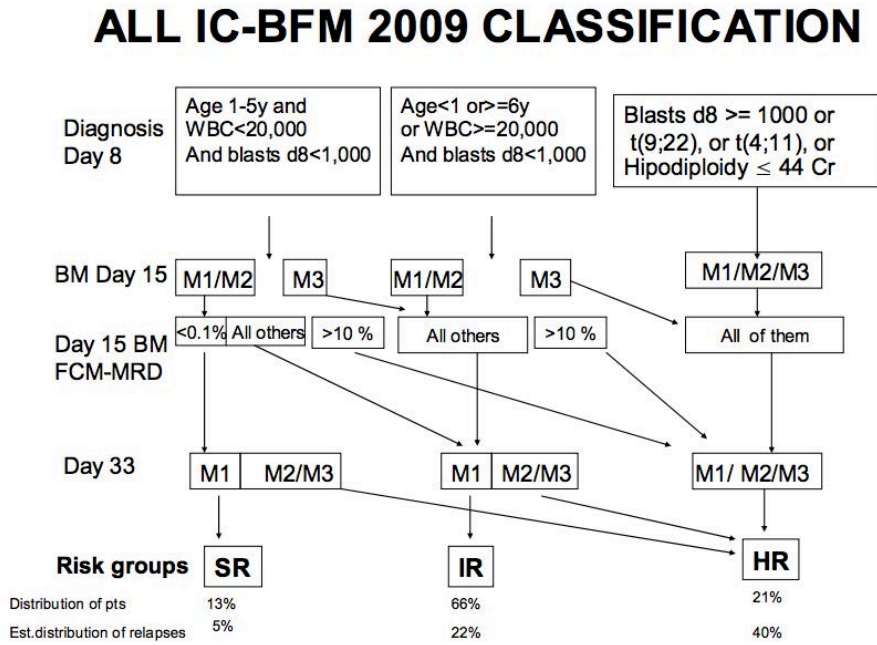 ALL IC-BFM 2009 CLASSIFICATION
Diagnosis
Day 8
Age 1-5y and
WBC<20,000
And blasts d8<1,000
Age<1 or>=6y
or WBC>=20,000
And blasts d8<1,000
Blasts d8 >= 1000 or
t(9;22), or t(4;11), or
Hipodiploidy ≤ 44 Cr
BM Day 15
M1/M2
M3
M1/M2
M3
M1/M2/M3
Day 15 BM
FCM-MRD
<0.1%
All others
>10 %
All others
>10 %
All of them
Day 33
M1
M2/M3
M1
M2/M3
M1/ M2/M3
Risk groups
SR
IR
HR
Distribution of pts
13%
66%
21%
Est.distribution of relapses
5%
22%
40%